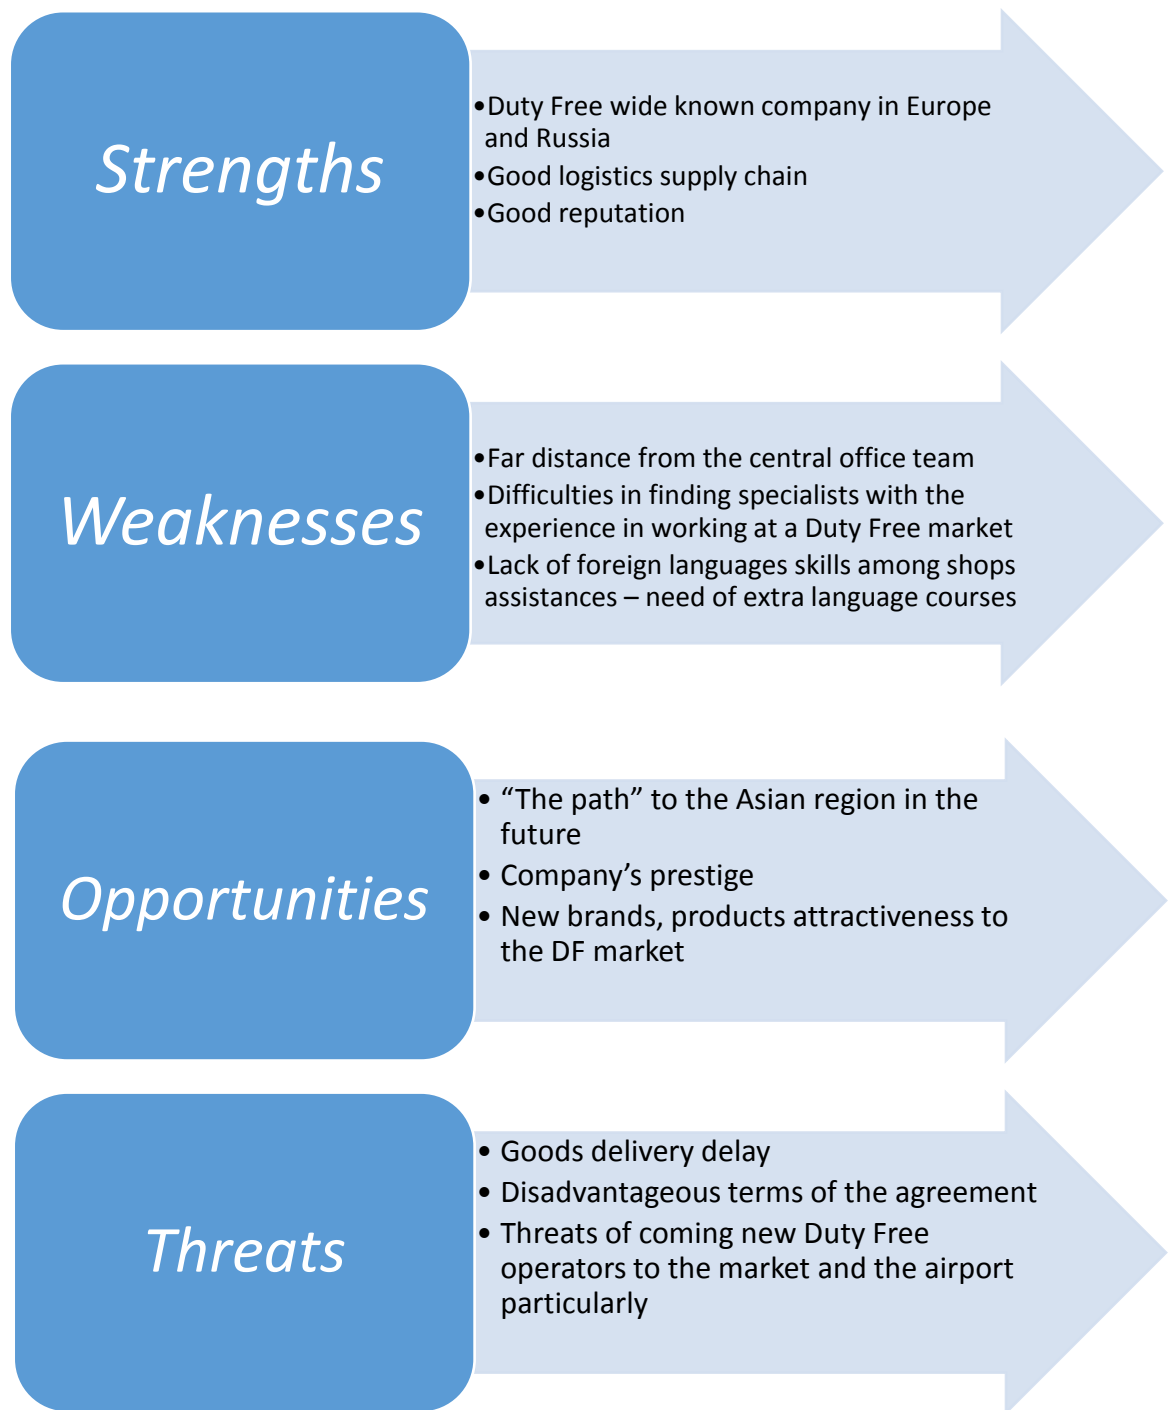 Strengths
•Duty Free wide known company in Europe
and Russia
•Good logistics supply chain
•Good reputation
Weaknesses
•Far distance from the central office team
•Difficulties in finding specialists with the
experience in working at a Duty Free market
•Lack of foreign languages skills among shops
assistances – need of extra language courses
Opportunities
• “The path” to the Asian region in the
future
• Company’s prestige
• New brands, products attractiveness to
the DF market
Threats
• Goods delivery delay
• Disadvantageous terms of the agreement
• Threats of coming new Duty Free
operators to the market and the airport
particularly